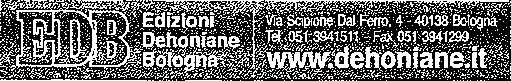 EDB
Edizioni
Dehoniane
Bologna
Via Scipione Dal Ferro, 4 - 40138 Bologna
Tel. 051 3941511 - Fax 051 3941299
www.dehoniane.it